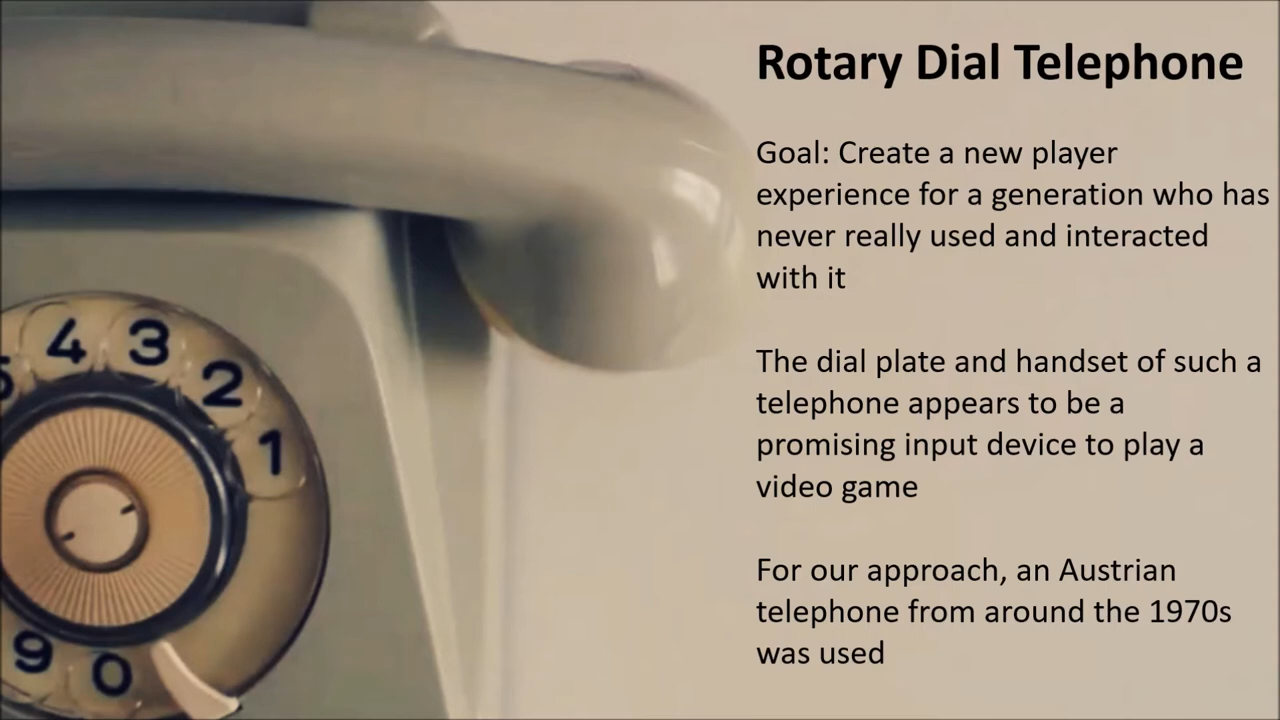 Rotary Dial Telephone
Goal: Create a new player
experience for a generation who has
never really used and interacted
with it
The dial plate and handset of such a
telephone appears to be a
promising input device to play a
video game
For our approach, an Austrian
telephone from around the 1970s
was used
5
4
3
2
1
9
0